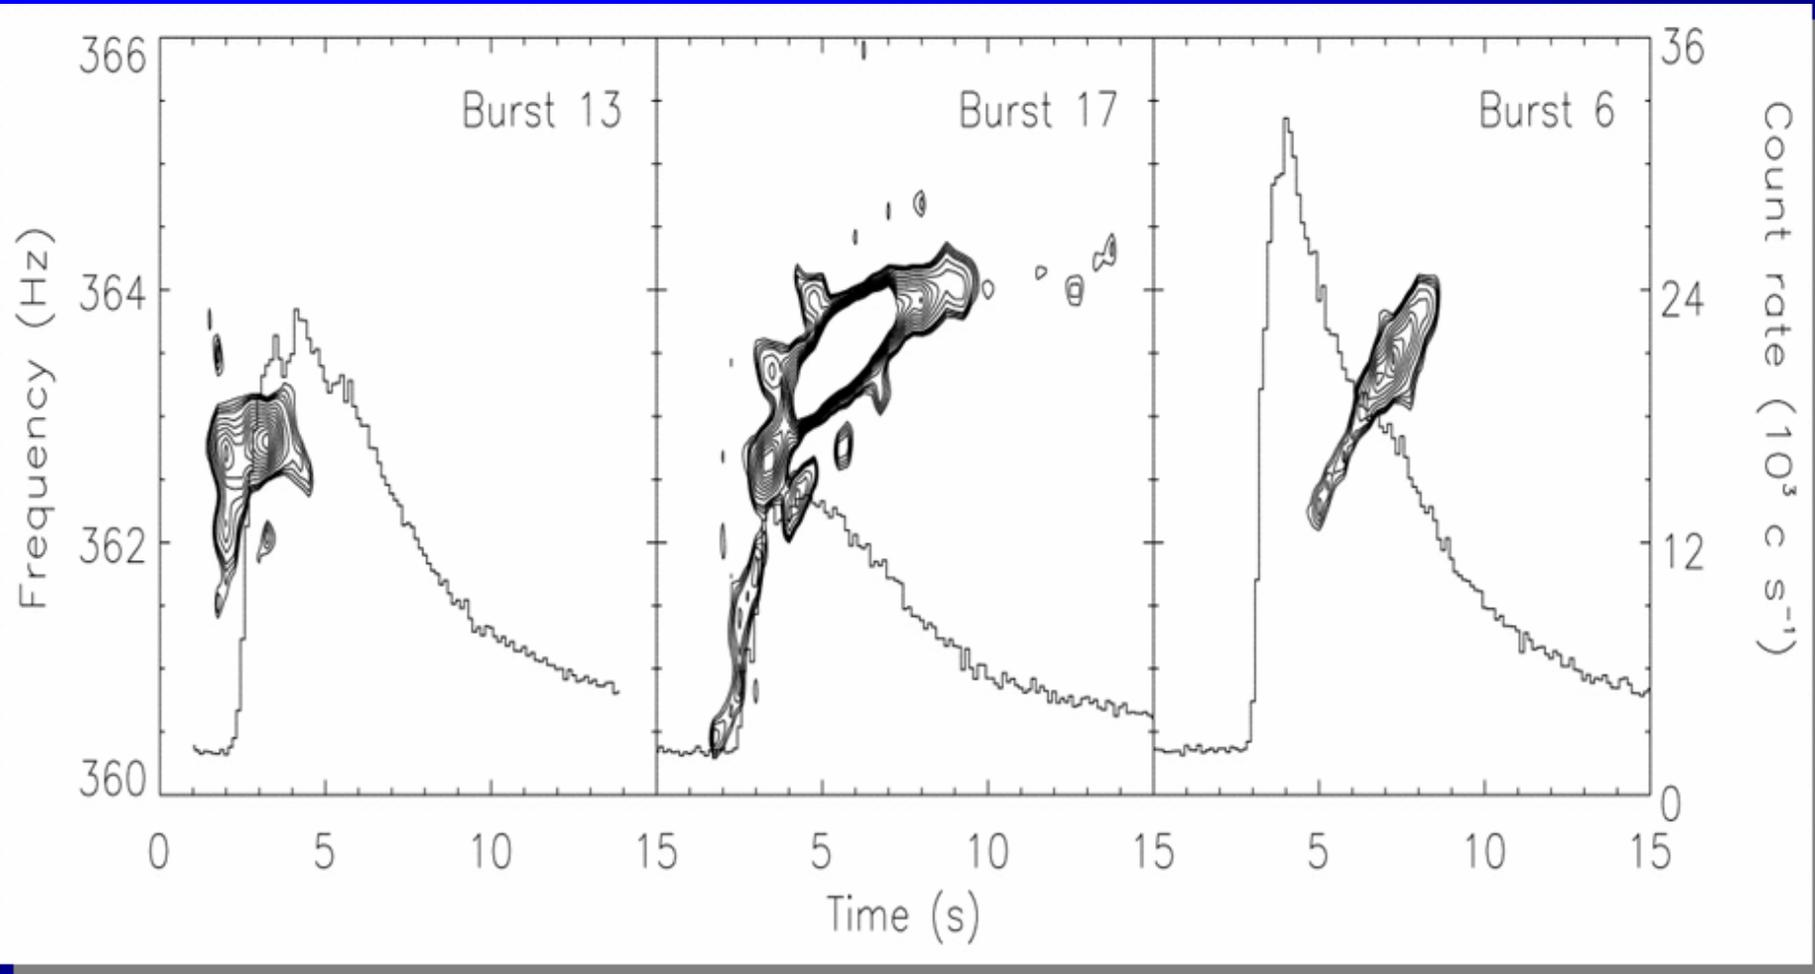 Burst 13
Burst 17
Burst 6
Frequency (Hz)
366
364
362
360
36
24
12
0
Count rate (10³ c s⁻¹)
0 5 10 15 5 10 15 5 10 15
Time (s)